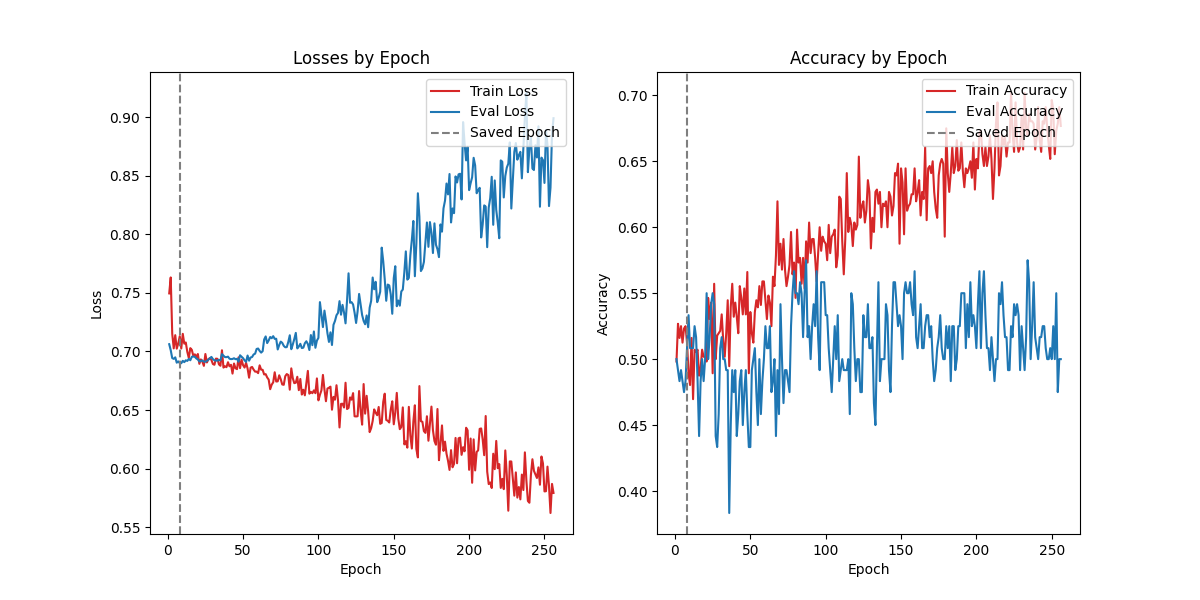 Losses by Epoch
Train Loss
Eval Loss
Saved Epoch
0.90
0.85
0.80
0.75
0.70
0.65
0.60
0.55
Loss
0
50
100
150
200
250
Epoch
Accuracy by Epoch
Train Accuracy
Eval Accuracy
Saved Epoch
0.70
0.65
0.60
0.55
0.50
0.45
0.40
Accuracy
0
50
100
150
200
250
Epoch